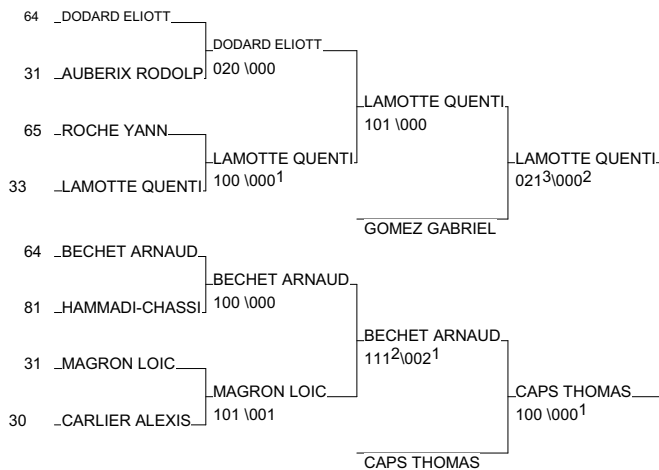 64 DODARD ELIOTT
DODARD ELIOTT
020 \000
31 AUBERIX RODOLP
LAMOTTE QUENTI
101 \000
65 ROCHE YANN
LAMOTTE QUENTI
100 \0001
LAMOTTE QUENTI
0213\0002
33 LAMOTTE QUENTI
GOMEZ GABRIEL
64 BECHET ARNAUD
BECHET ARNAUD
100 \000
81 HAMMADI-CHASSI
BECHET ARNAUD
1112\0021
31 MAGRON LOIC
MAGRON LOIC
101 \001
CAPS THOMAS
100 \0001
30 CARLIER ALEXIS
CAPS THOMAS